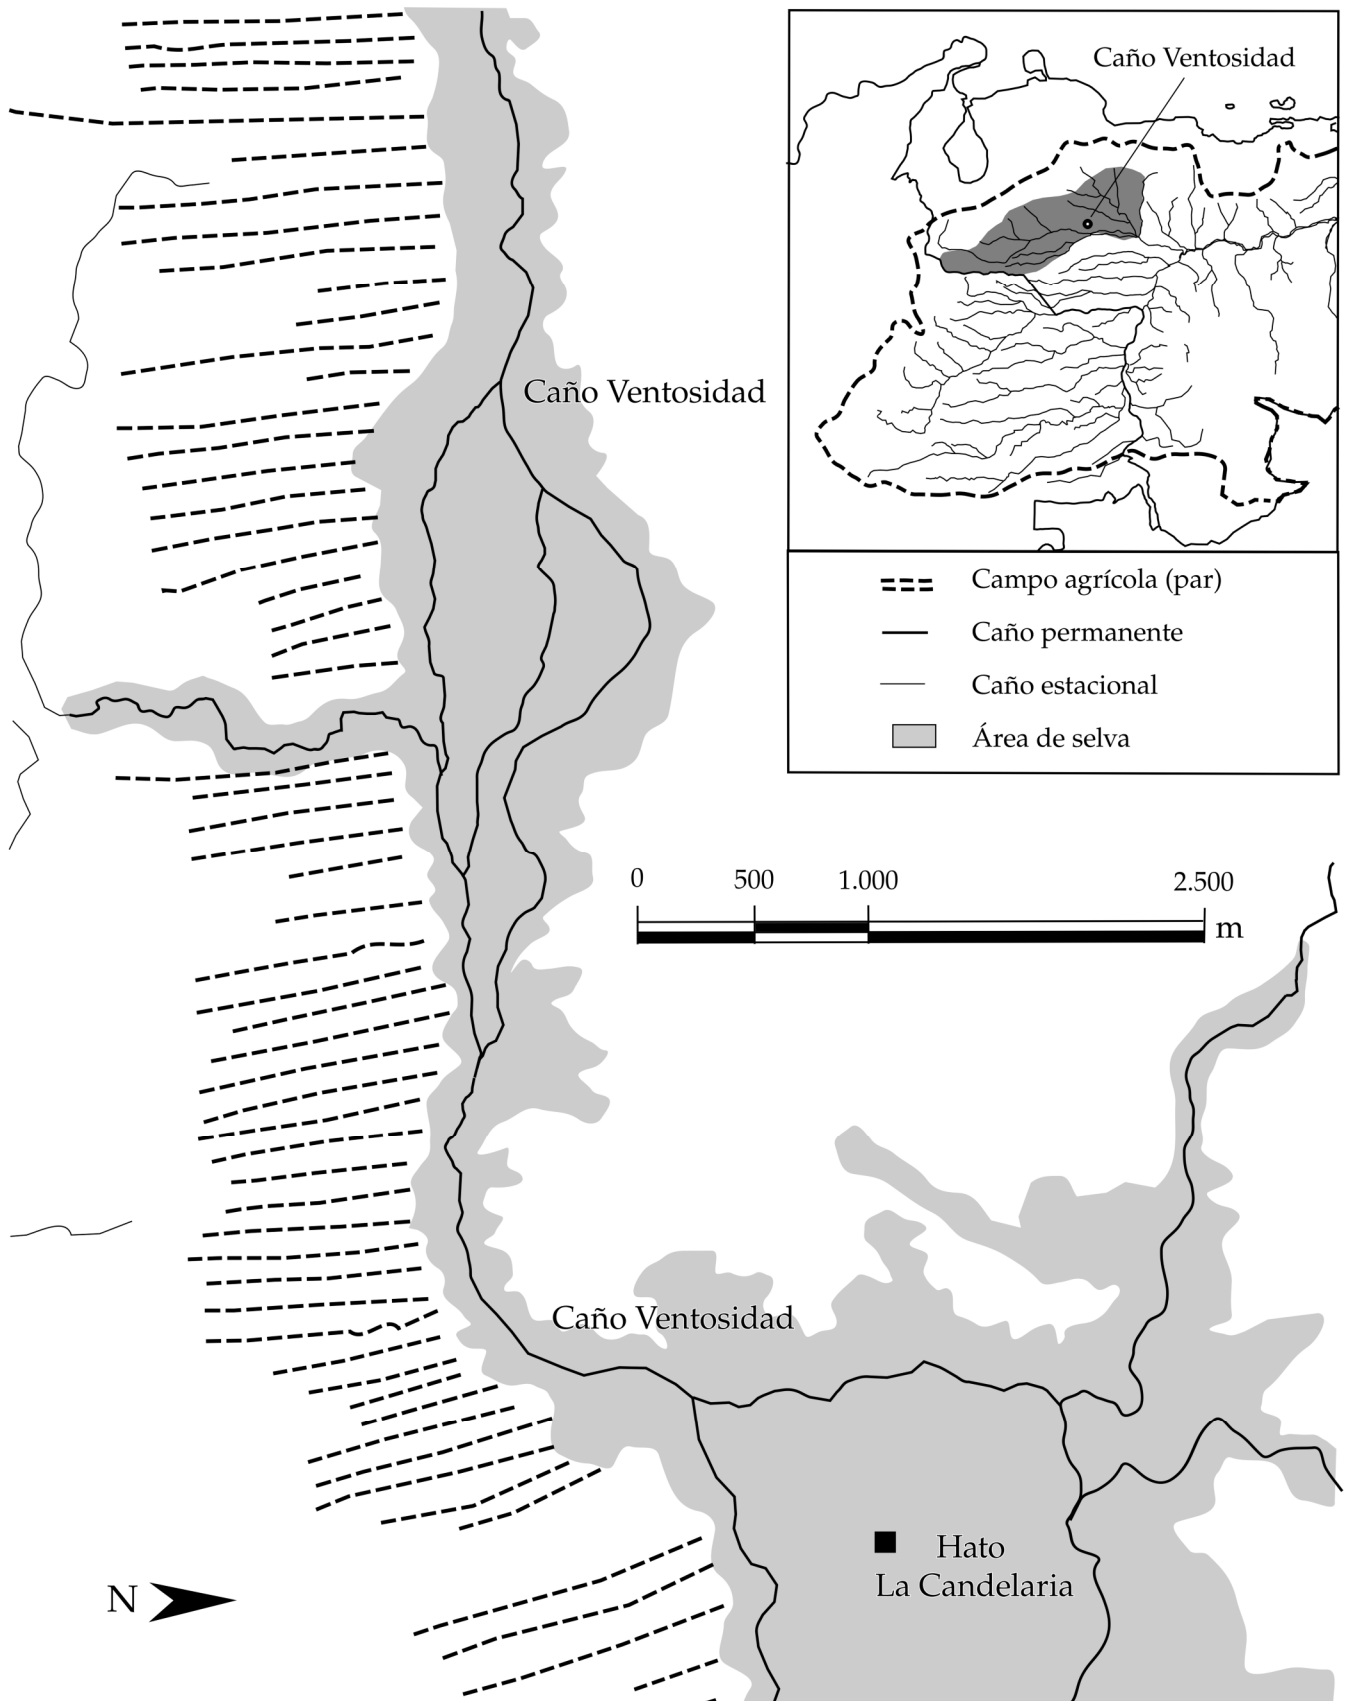 Caño Ventosidad
Caño Ventosidad
Campo agrícola (par)
Caño permanente
Caño estacional
Área de selva
0 500 1.000 2.500
m
Caño Ventosidad
Hato
La Candelaria
N